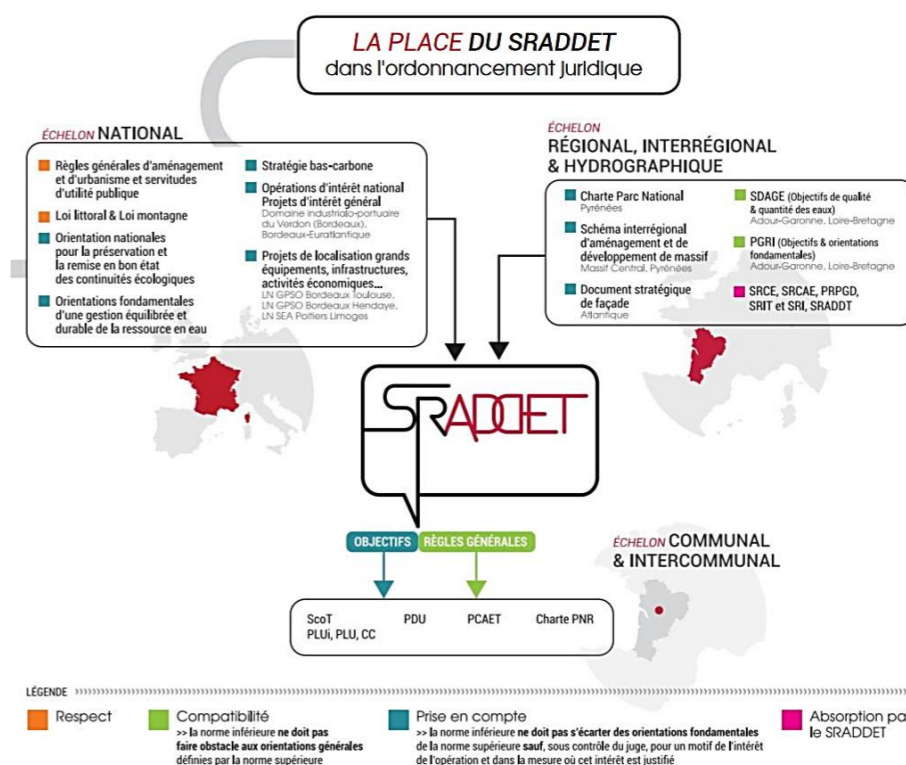 LA PLACE DU SRADDET
dans l'ordonnancement juridique
ÉCHELON NATIONAL
Règles générales d'aménagement
et d'urbanisme et servitudes
d'utilité publique
Loi littoral & Loi montagne
Orientation nationales
pour la préservation et
la remise en bon état
des continuités écologiques
Orientations fondamentales
d'une gestion équilibrée et
durable de la ressource en eau
Stratégie bas-carbone
Opérations d'intérêt national
Projets d'intérêt général
Domaine industrialo-portuaire
du Verdon (Bordeaux),
Bordeaux-Euratlantique
Projets de localisation grands
équipements, infrastructures,
activités économiques...
LN GPSO Bordeaux Toulouse,
LN GPSO Bordeaux Hendaye,
LN SEA Poitiers Limoges
ÉCHELON
RÉGIONAL, INTERRÉGIONAL
& HYDROGRAPHIQUE
Charte Parc National
Pyrénées
Schéma interrégional
d'aménagement et de
développement de massif
Massif Central, Pyrénées
Document stratégique
de façade
Atlantique
SDAGE (Objectifs de qualité
& quantité des eaux)
Adour-Garonne, Loire-Bretagne
PGRI (Objectifs & orientations
fondamentales)
Adour-Garonne, Loire-Bretagne
SRCE, SRCAE, PRPGD,
SRIT et SRI, SRADDT
SRADDET
OBJECTIFS RÈGLES GÉNÉRALES
ÉCHELON COMMUNAL
& INTERCOMMUNAL
ScoT PDU PCAET Charte PNR
PLUi, PLU, CC
LÉGENDE
Respect
Compatibilité
>> la norme inférieure ne doit pas
faire obstacle aux orientations générales
définies par la norme supérieure
Prise en compte
>> la norme inférieure ne doit pas s'écarter des orientations fondamentales
de la norme supérieure sauf, sous contrôle du juge, pour un motif de l'intérêt
de l'opération et dans la mesure où cet intérêt est justifié
Absorption pa
le SRADDET